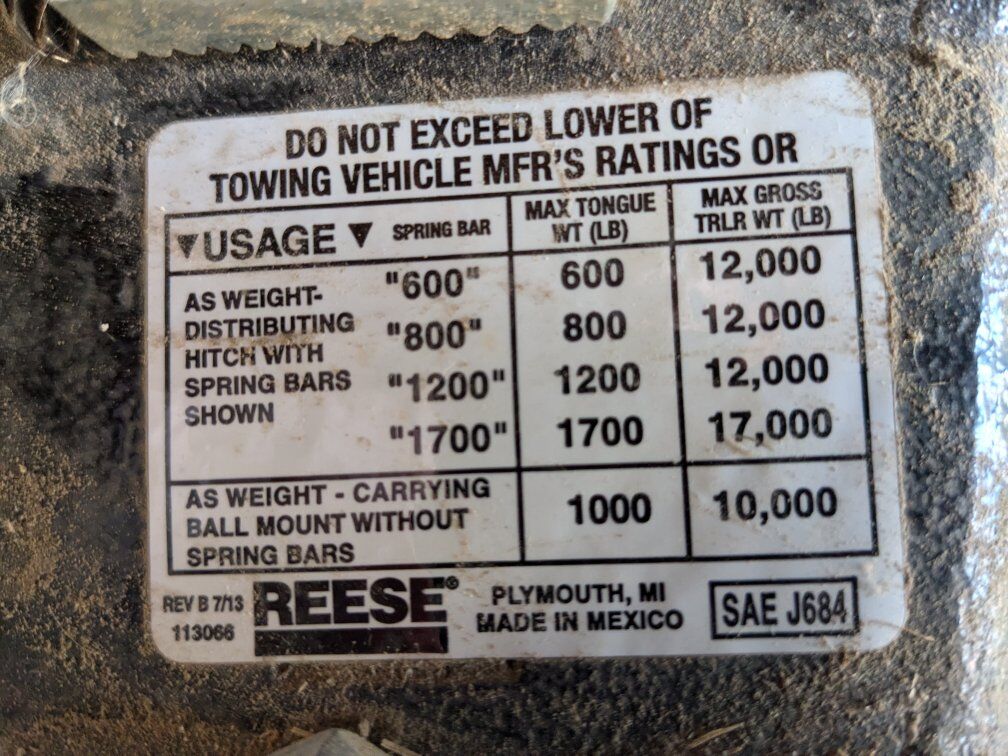 DO NOT EXCEED LOWER OF
TOWING VEHICLE MFR'S RATINGS OR
▼USAGE▼ SPRING BAR MAX TONGUE WT (LB) MAX GROSS TRLR WT (LB)
AS WEIGHT-
DISTRIBUTING
HITCH WITH
SPRING BARS
SHOWN
"600" 600 12,000
"800" 800 12,000
"1200" 1200 12,000
"1700" 1700 17,000
AS WEIGHT - CARRYING
BALL MOUNT WITHOUT
SPRING BARS
1000 10,000
REV B 7/13
113066
REESE®
PLYMOUTH, MI
MADE IN MEXICO
SAE J684